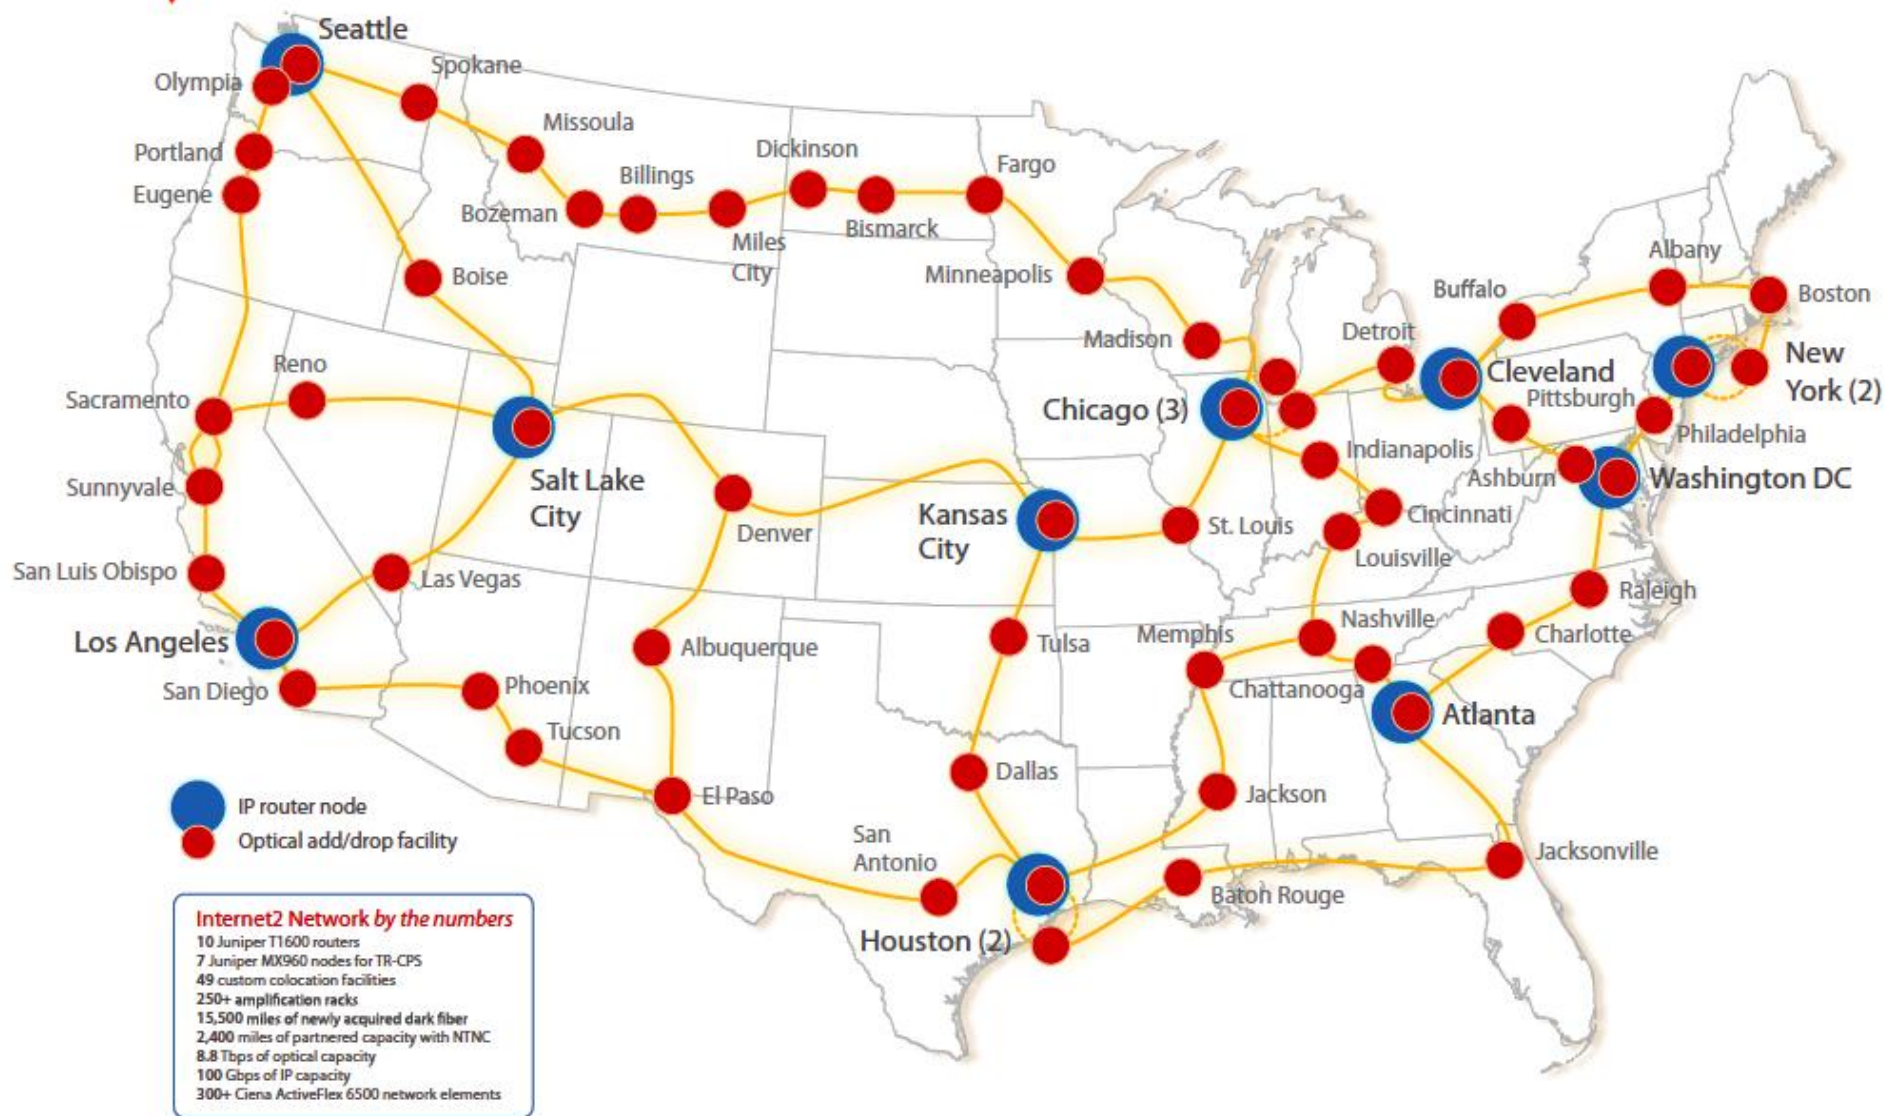 Seattle
Spokane
Olympia
Missoula
Portland
Dickinson
Fargo
Billings
Eugene
Bozeman
Bismarck
Miles
City
Albany
Boise
Minneapolis
Buffalo
Boston
Madison
Detroit
Reno
New
York (2)
Cleveland
Pittsburgh
Sacramento
Chicago (3)
Philadelphia
Indianapolis
Salt Lake
City
Sunnyvale
Ashburn
Washington DC
Kansas
City
Denver
St. Louis
Cincinnati
Louisville
San Luis Obispo
Las Vegas
Raleigh
Nashville
Los Angeles
Albuquerque
Tulsa
Memphis
Charlotte
San Diego
Phoenix
Chattanooga
Atlanta
Tucson
Dallas
El Paso
Jackson
IP router node
Optical add/drop facility
San
Antonio
Jacksonville
Baton Rouge
Houston (2)
Internet2 Network by the numbers
10 Juniper T1600 routers
7 Juniper MX960 nodes for TR-CPS
49 custom colocation facilities
250+ amplification racks
15,500 miles of newly acquired dark fiber
2,400 miles of partnered capacity with NTNC
8.8 Tbps of optical capacity
100 Gbps of IP capacity
300+ Ciena ActiveFlex 6500 network elements